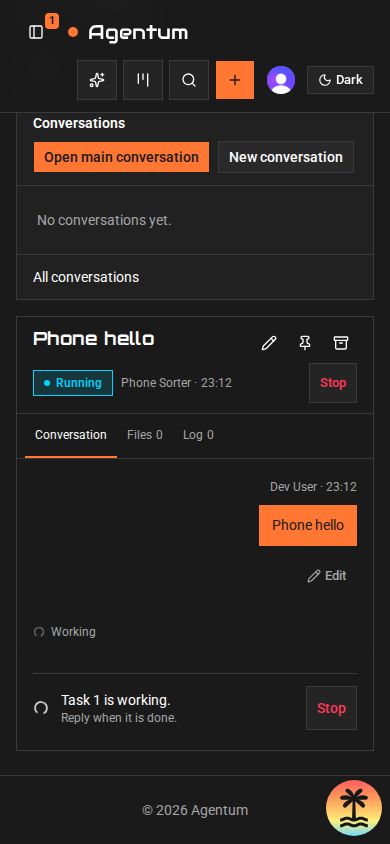 1
Agentum
Dark
Conversations
Open main conversation
New conversation
No conversations yet.
All conversations
Phone hello
Running
Phone Sorter · 23:12
Stop
Conversation
Files 0
Log 0
Dev User · 23:12
Phone hello
Edit
Working
Task 1 is working.
Reply when it is done.
Stop
© 2026 Agentum